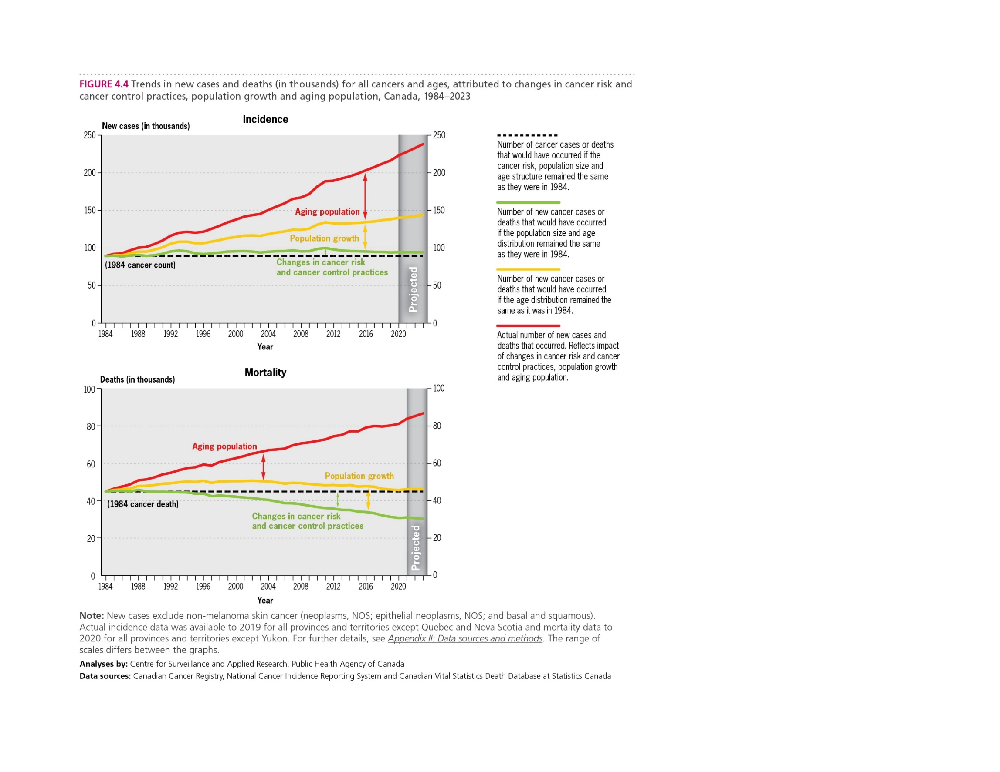 FIGURE 4.4 Trends in new cases and deaths (in thousands) for all cancers and ages, attributed to changes in cancer risk and
cancer control practices, population growth and aging population, Canada, 1984–2023
Incidence
New cases (in thousands)
250
200
150
100
50
0
250
200
150
100
50
0
Aging population
Population growth
(1984 cancer count)
Changes in cancer risk
and cancer control practices
Projected
1984 1988 1992 1996 2000 2004 2008 2012 2016 2020
Year
Number of cancer cases or deaths
that would have occurred if the
cancer risk, population size and
age structure remained the same
as they were in 1984.
Number of new cancer cases or
deaths that would have occurred
if the population size and age
distribution remained the same
as they were in 1984.
Number of new cancer cases or
deaths that would have occurred
if the age distribution remained the
same as it was in 1984.
Actual number of new cases and
deaths that occurred. Reflects impact
of changes in cancer risk and cancer
control practices, population growth
and aging population.
Mortality
Deaths (in thousands)
100
80
60
40
20
0
100
80
60
40
20
0
Aging population
Population growth
(1984 cancer death)
Changes in cancer risk
and cancer control practices
Projected
1984 1988 1992 1996 2000 2004 2008 2012 2016 2020
Year
Note: New cases exclude non-melanoma skin cancer (neoplasms, NOS; epithelial neoplasms, NOS; and basal and squamous).
Actual incidence data was available to 2019 for all provinces and territories except Quebec and Nova Scotia and mortality data to
2020 for all provinces and territories except Yukon. For further details, see Appendix II: Data sources and methods. The range of
scales differs between the graphs.
Analyses by: Centre for Surveillance and Applied Research, Public Health Agency of Canada
Data sources: Canadian Cancer Registry, National Cancer Incidence Reporting System and Canadian Vital Statistics Death Database at Statistics Canada